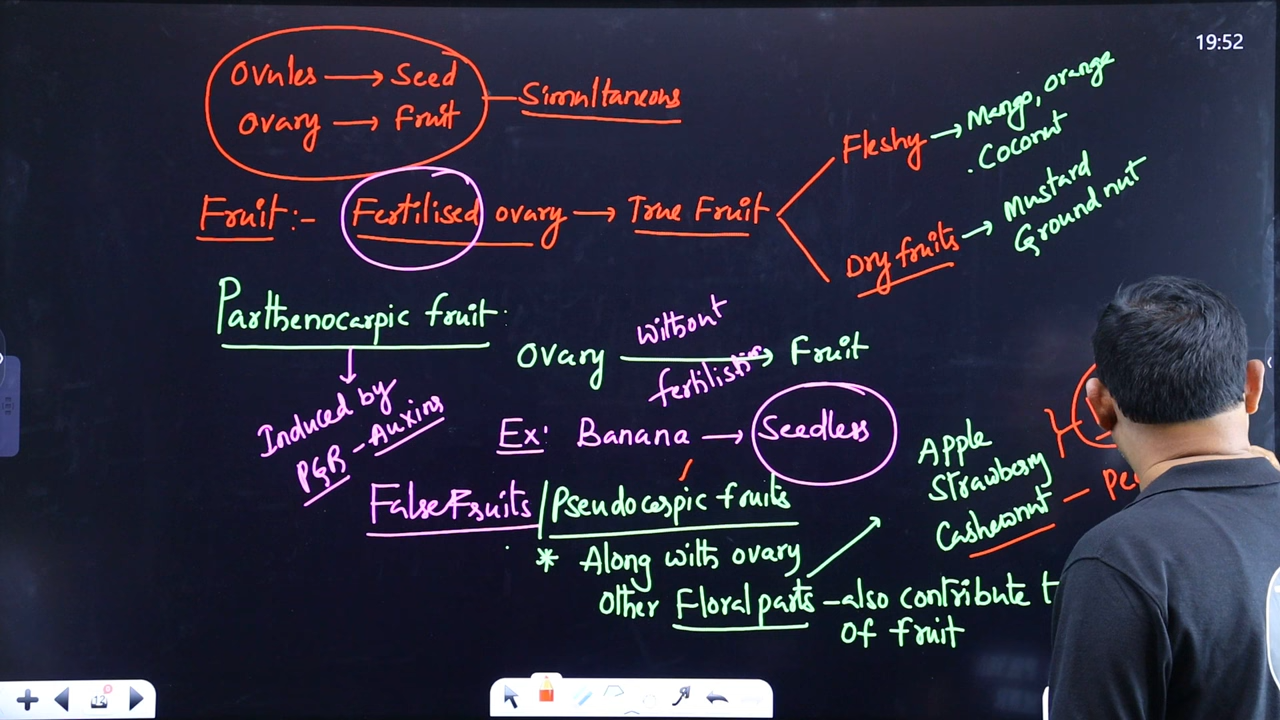 19:52
Ovules → Seed
Ovary → Fruit
Simultaneous
Fruit:- Fertilised ovary → True Fruit
Fleshy → Mango, orange
Coconut
Dry fruits → Mustard
Ground nut
Parthenocarpic fruit
Induced by
PGR - Auxins
Ovary → Fruit
without
fertilistion
Ex: Banana → Seedless
False Fruits / Pseudocarpic fruits
* Along with ovary
Other Floral parts - also contribute
of fruit
Apple
Strawberry
Cashewnut
13